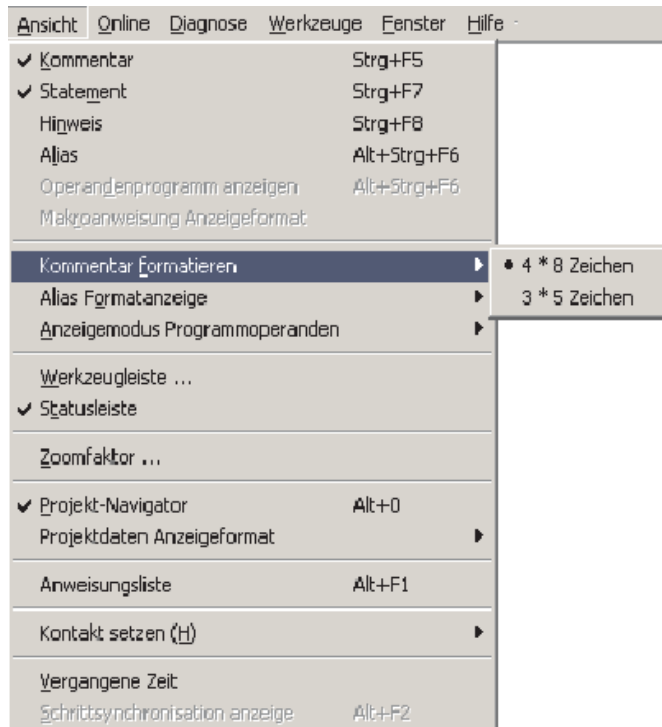 Ansicht Online Diagnose Werkzeuge Fenster Hilfe
Kommentar Strg+F5
Statement Strg+F7
Hinweis Strg+F8
Alias Alt+Strg+F6
Operandenprogramm anzeigen Alt+Strg+F6
Makroanweisung Anzeigeformat
Kommentar formatieren
4 * 8 Zeichen
3 * 5 Zeichen
Alias Formatanzeige
Anzeigemodus Programmoperanden
Werkzeugleiste ...
Statusleiste
Zoomfaktor ...
Projekt-Navigator Alt+0
Projektdaten Anzeigeformat
Anweisungsliste Alt+F1
Kontakt setzen (H)
Vergangene Zeit
Schrittsynchronisation anzeige Alt+F2